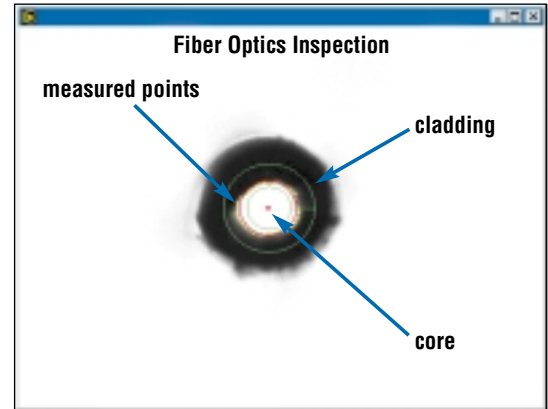 Fiber Optics Inspection
measured points
cladding
core